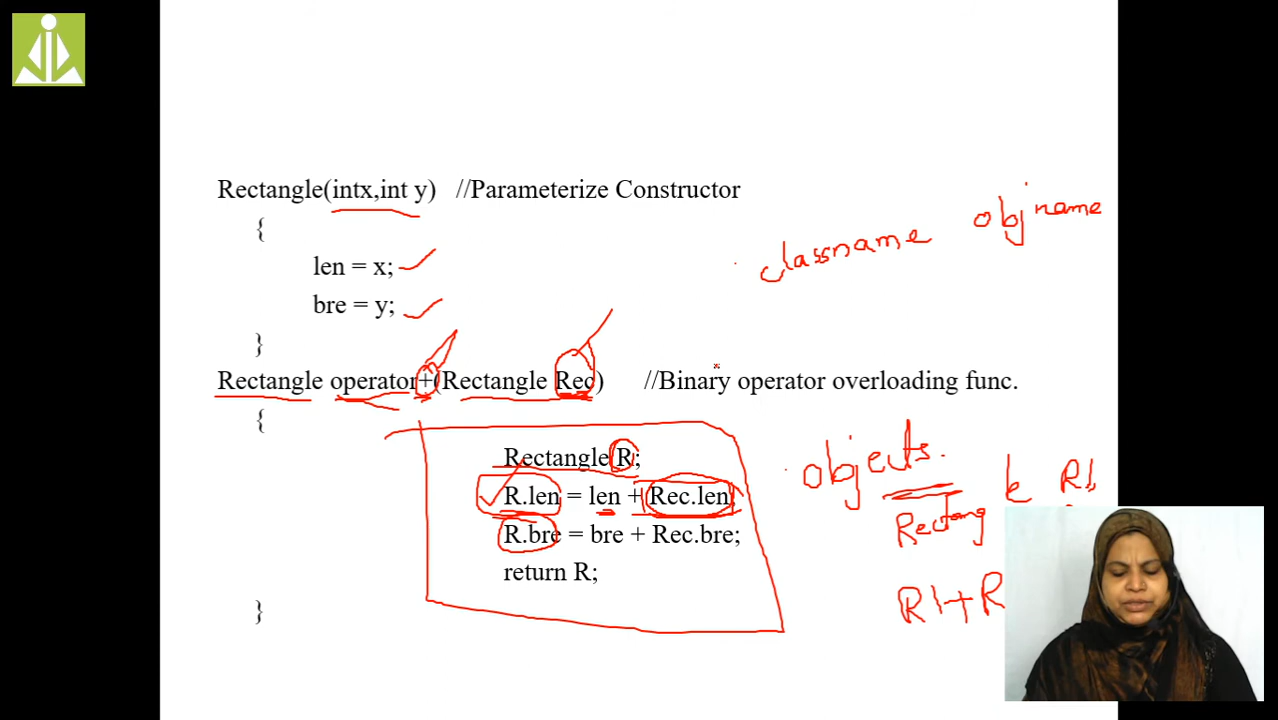 Rectangle(intx,int y) //Parameterize Constructor
{
len = x;
bre = y;
}
classname objname
Rectangle operator+(Rectangle Rec) //Binary operator overloading func.
{
Rectangle R;
R.len = len + Rec.len;
R.bre = bre + Rec.bre;
return R;
}
objects.
R1
R1+R